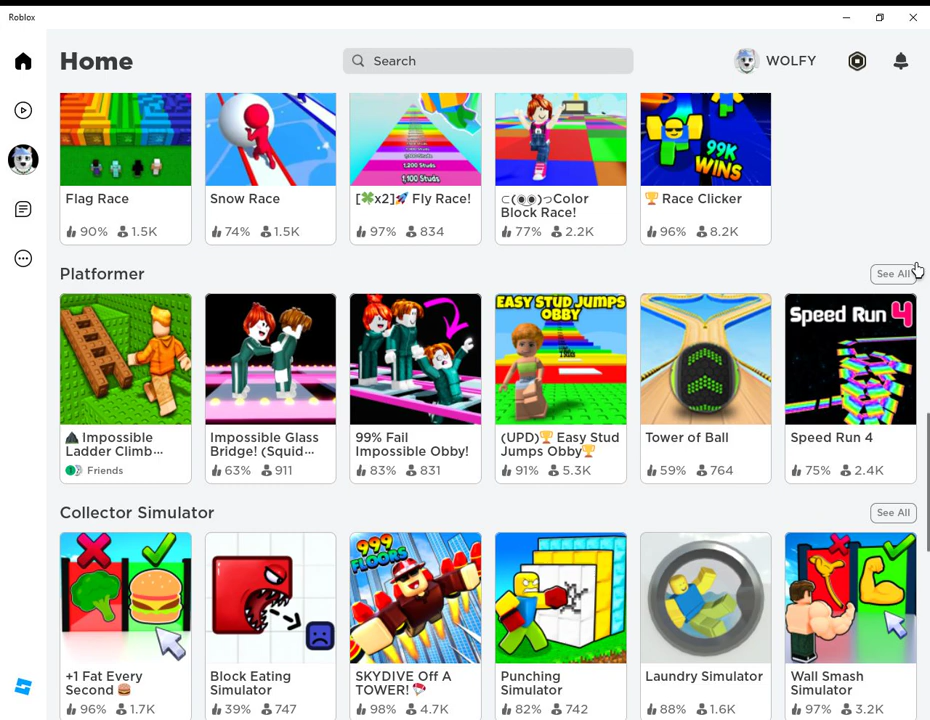 Roblox
Home
Search
WOLFY
1,200 Studs
1,100 Studs
99K
WINS
Flag Race
Snow Race
[🍀x2]🚀 Fly Race!
⊂(◉◉)つColor
Block Race!
🏆 Race Clicker
90% 1.5K
74% 1.5K
97% 834
77% 2.2K
96% 8.2K
Platformer
See All
EASY STUD JUMPS
OBBY
Speed Run 4
Impossible
Ladder Climb...
Impossible Glass
Bridge! (Squid...
99% Fail
Impossible Obby!
(UPD)🏆 Easy Stud
Jumps Obby🏆
Tower of Ball
Speed Run 4
Friends
63% 911
83% 831
91% 5.3K
59% 764
75% 2.4K
Collector Simulator
See All
999
FLOORS
+1 Fat Every
Second 🍔
Block Eating
Simulator
SKYDIVE Off A
TOWER! 🪂
Punching
Simulator
Laundry Simulator
Wall Smash
Simulator
96% 1.7K
39% 747
98% 4.7K
82% 742
88% 1.6K
97% 3.2K